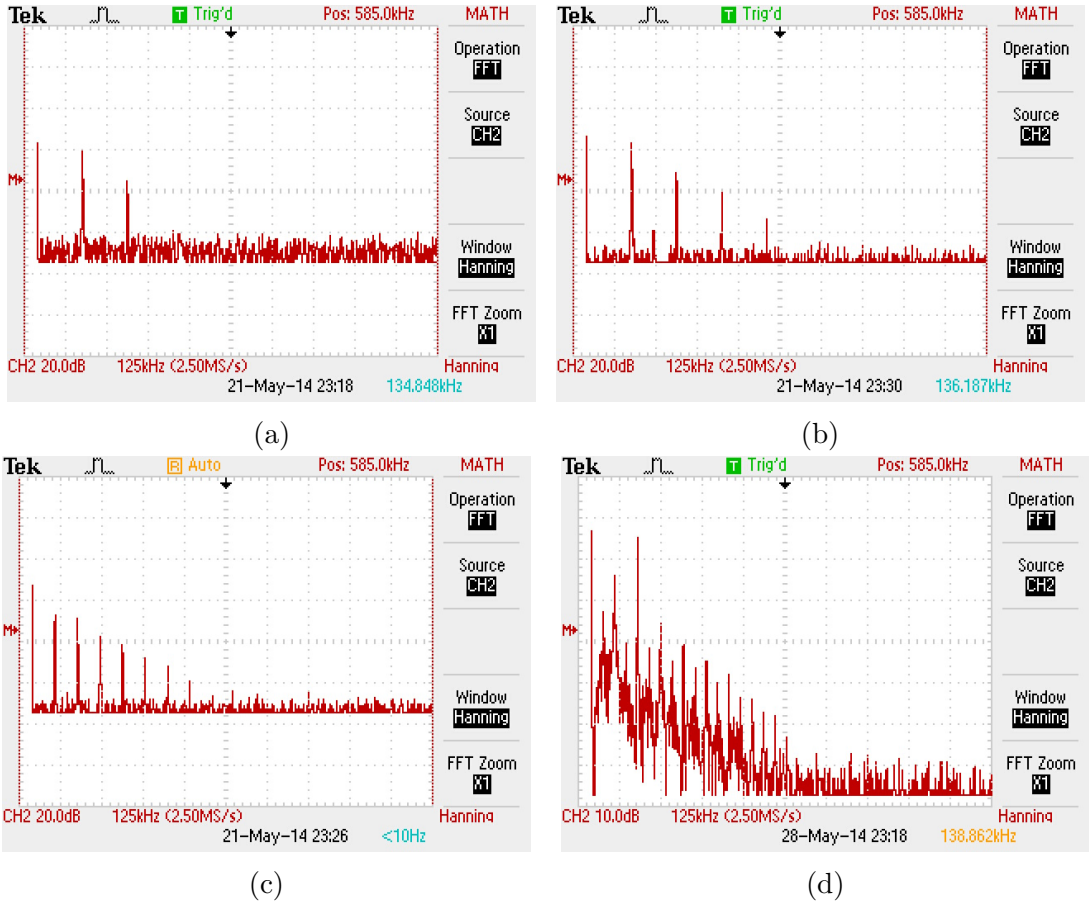 Tek T Trig'd Pos: 585.0kHz MATH
Operation
FFT
Source
CH2
M
Window
Hanning
FFT Zoom
X1
CH2 20.0dB 125kHz (2.50MS/s) Hanning
21-May-14 23:18 134.848kHz
(a)
Tek T Trig'd Pos: 585.0kHz MATH
Operation
FFT
Source
CH2
M
Window
Hanning
FFT Zoom
X1
CH2 20.0dB 125kHz (2.50MS/s) Hanning
21-May-14 23:30 136.187kHz
(b)
Tek R Auto Pos: 585.0kHz MATH
Operation
FFT
Source
CH2
M
Window
Hanning
FFT Zoom
X1
CH2 20.0dB 125kHz (2.50MS/s) Hanning
21-May-14 23:26 <10Hz
(c)
Tek T Trig'd Pos: 585.0kHz MATH
Operation
FFT
Source
CH2
M
Window
Hanning
FFT Zoom
X1
CH2 10.0dB 125kHz (2.50MS/s) Hanning
28-May-14 23:18 138.862kHz
(d)